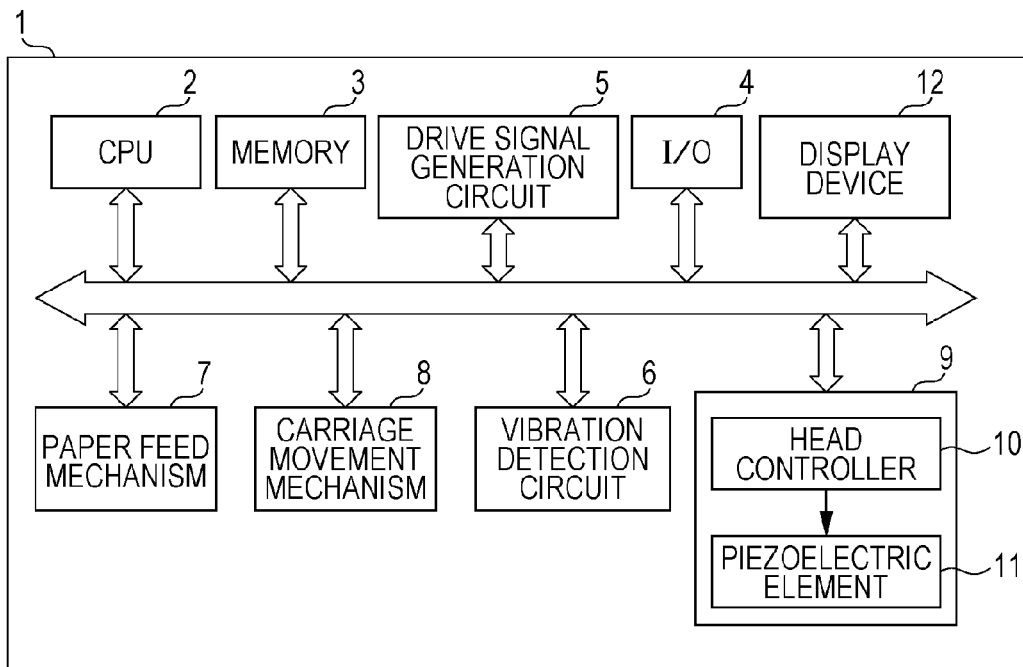 1
2
3
5
4
12
CPU
MEMORY
DRIVE SIGNAL
GENERATION
CIRCUIT
I/O
DISPLAY
DEVICE
7
8
6
9
PAPER FEED
MECHANISM
CARRIAGE
MOVEMENT
MECHANISM
VIBRATION
DETECTION
CIRCUIT
HEAD
CONTROLLER
10
PIEZOELECTRIC
ELEMENT
11